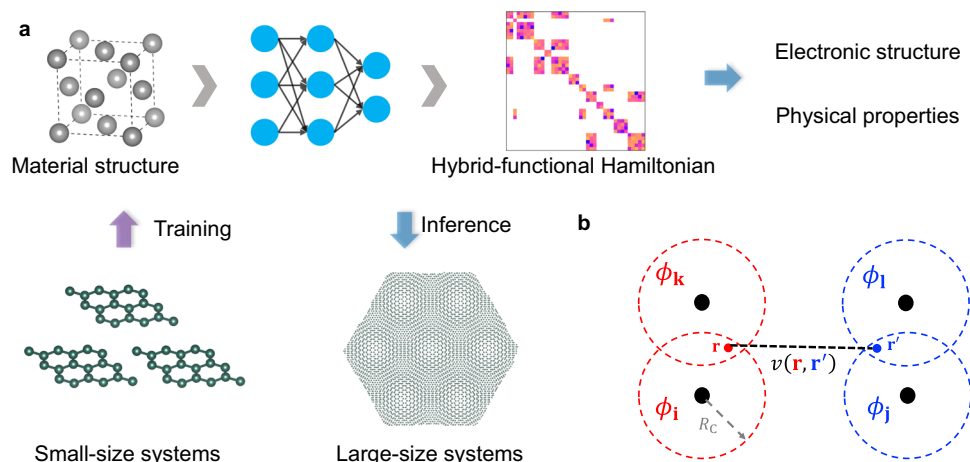 a
Material structure
Hybrid-functional Hamiltonian
Electronic structure
Physical properties
Training
Inference
Small-size systems
Large-size systems
b
ϕk
ϕl
r
r′
v(r, r′)
ϕi
ϕj
RC